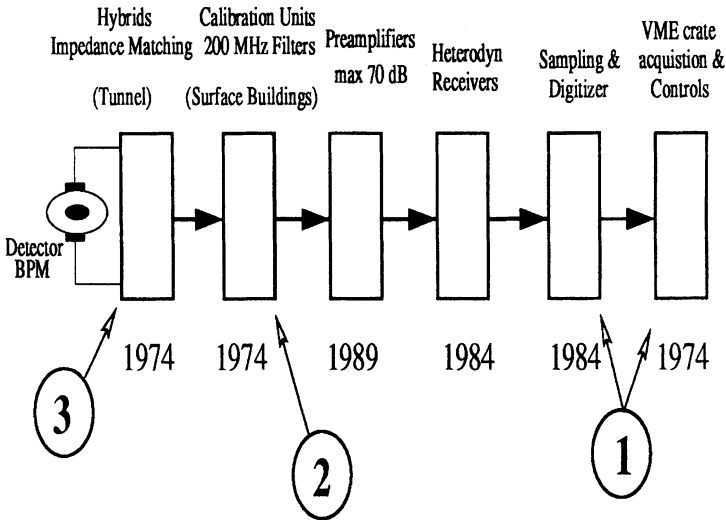 Hybrids
Impedance Matching
(Tunnel)
Calibration Units
200 MHz Filters
(Surface Buildings)
Preamplifiers
max 70 dB
Heterodyn
Receivers
Sampling &
Digitizer
VME crate
acquistion &
Controls
Detector
BPM
1974
1974
1989
1984
1984
1974
3
2
1